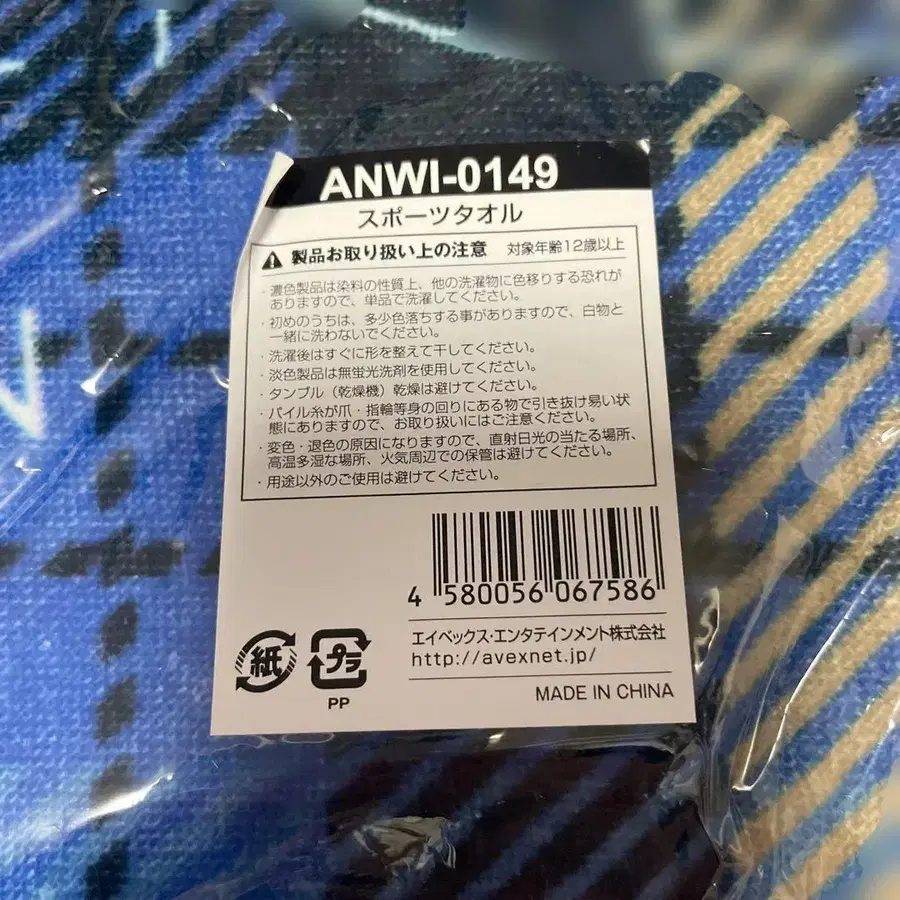 ANWI-0149
スポーツタオル
製品お取り扱い上の注意 対象年齢12歳以上
・濃色製品は染料の性質上、他の洗濯物に色移りする恐れが
ありますので、単品で洗濯してください。
・初めのうちは、多少色落ちする事がありますので、白物と
一緒に洗わないでください。
・洗濯後はすぐに形を整えて干してください。
・淡色製品は無蛍光洗剤を使用してください。
・タンブル（乾燥機）乾燥は避けてください。
・パイル糸が爪・指輪等身の回りにある物で引き抜け易い状
態にありますので、お取り扱いにはご注意ください。
・変色・退色の原因になりますので、直射日光の当たる場所、
高温多湿な場所、火気周辺での保管は避けてください。
・用途以外のご使用は避けてください。
4 580056 067586
エイベックス・エンタテインメント株式会社
http://avexnet.jp/
紙
プラ
PP
MADE IN CHINA